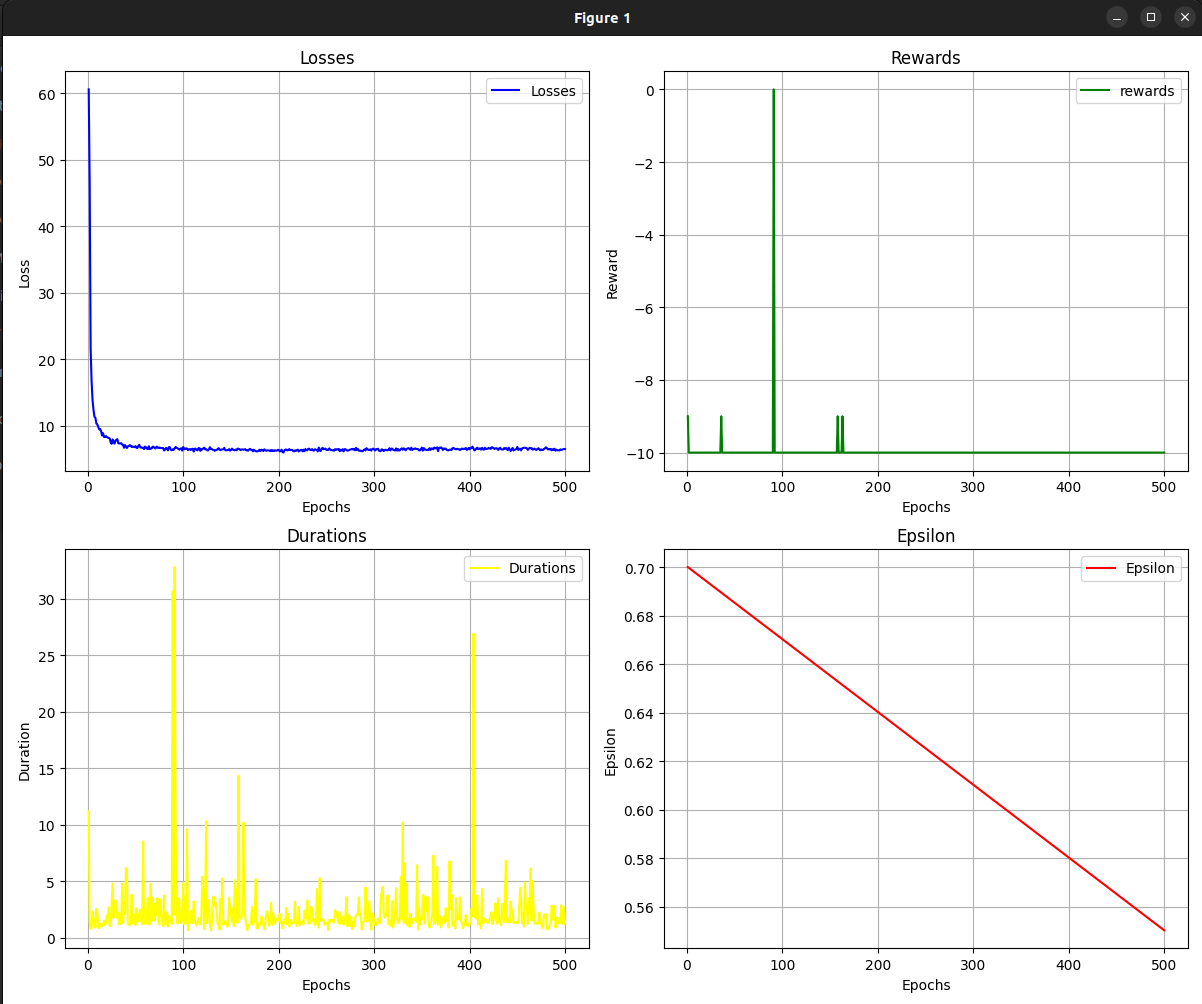 Figure 1
Losses
Losses
60
50
40
30
20
10
Loss
0 100 200 300 400 500
Epochs
Rewards
rewards
0
−2
−4
−6
−8
−10
Reward
0 100 200 300 400 500
Epochs
Durations
Durations
30
25
20
15
10
5
0
Duration
0 100 200 300 400 500
Epochs
Epsilon
Epsilon
0.70
0.68
0.66
0.64
0.62
0.60
0.58
0.56
Epsilon
0 100 200 300 400 500
Epochs